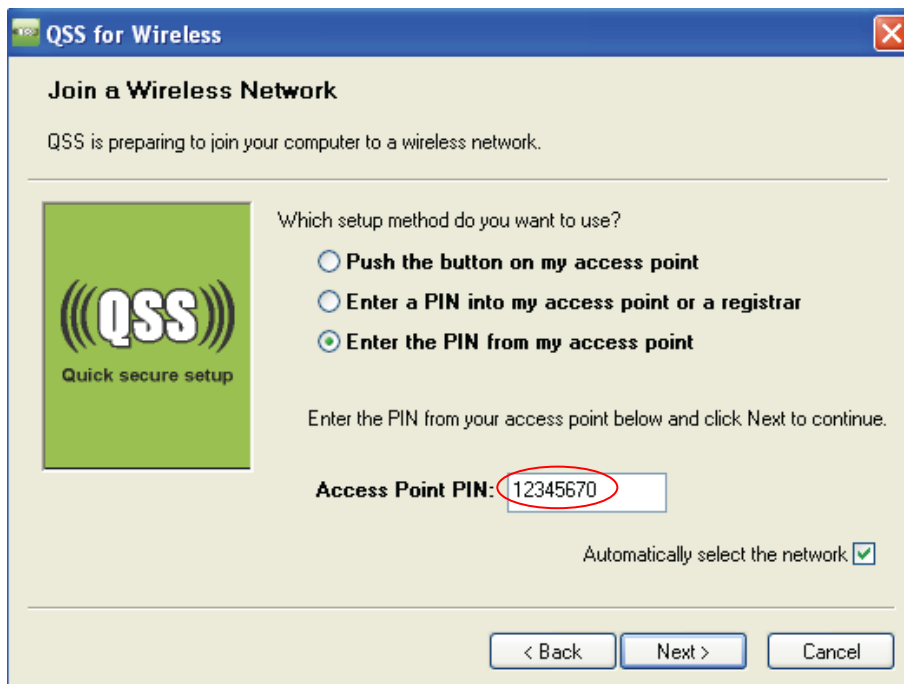 QSS for Wireless
Join a Wireless Network
QSS is preparing to join your computer to a wireless network.
Which setup method do you want to use?
Push the button on my access point
Enter a PIN into my access point or a registrar
Enter the PIN from my access point
(((QSS)))
Quick secure setup
Enter the PIN from your access point below and click Next to continue.
Access Point PIN: 12345670
Automatically select the network
< Back Next > Cancel